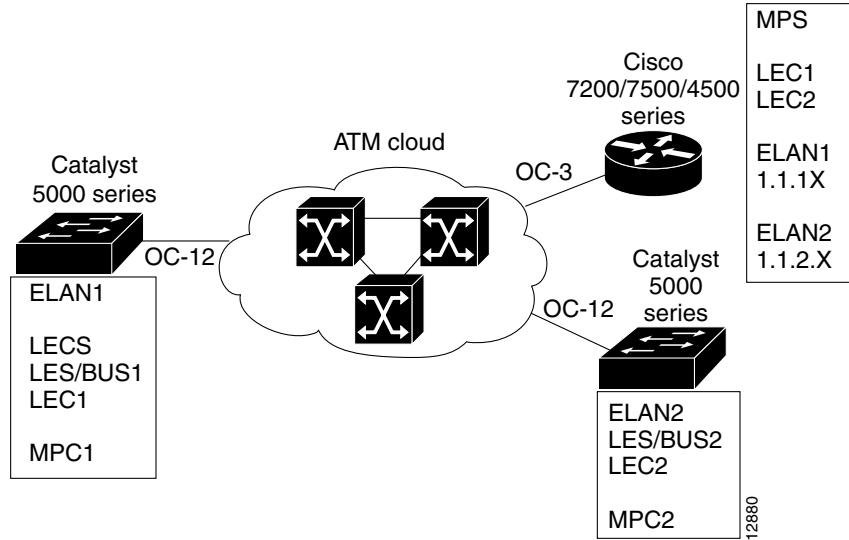 MPS
LEC1
LEC2
ELAN1
1.1.1X
ELAN2
1.1.2.X
Cisco
7200/7500/4500
series
ATM cloud
OC-3
Catalyst
5000 series
OC-12
ELAN1
LECS
LES/BUS1
LEC1
MPC1
Catalyst
5000
series
OC-12
ELAN2
LES/BUS2
LEC2
MPC2
12880